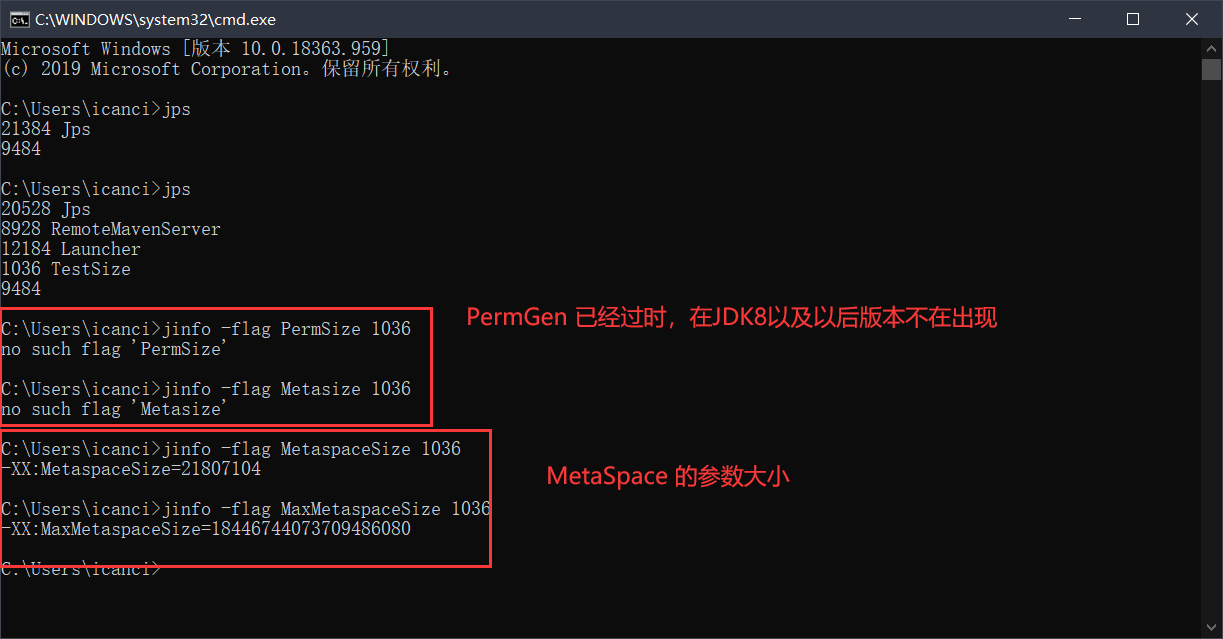 C:\WINDOWS\system32\cmd.exe
Microsoft Windows [版本 10.0.18363.959]
(c) 2019 Microsoft Corporation。保留所有权利。
C:\Users\icanci>jps
21384 Jps
9484
C:\Users\icanci>jps
20528 Jps
8928 RemoteMavenServer
12184 Launcher
1036 TestSize
9484
PermGen 已经过时，在JDK8以及以后版本不在出现
C:\Users\icanci>jinfo -flag PermSize 1036
no such flag 'PermSize'
C:\Users\icanci>jinfo -flag Metasize 1036
no such flag 'Metasize'
C:\Users\icanci>jinfo -flag MetaspaceSize 1036
-XX:MetaspaceSize=21807104
MetaSpace 的参数大小
C:\Users\icanci>jinfo -flag MaxMetaspaceSize 1036
-XX:MaxMetaspaceSize=18446744073709486080
C:\Users\icanci>